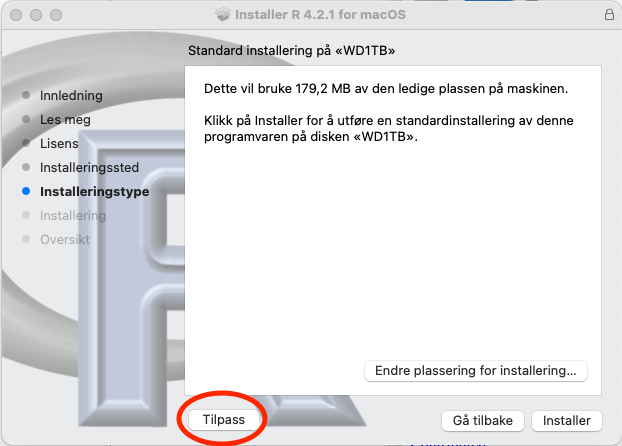 Installer R 4.2.1 for macOS
Standard installering på «WD1TB»
Innledning
Les meg
Lisens
Installeringssted
Installeringstype
Installering
Oversikt
Dette vil bruke 179,2 MB av den ledige plassen på maskinen.
Klikk på Installer for å utføre en standardinstallering av denne
programvaren på disken «WD1TB».
Endre plassering for installering...
Tilpass
Gå tilbake
Installer